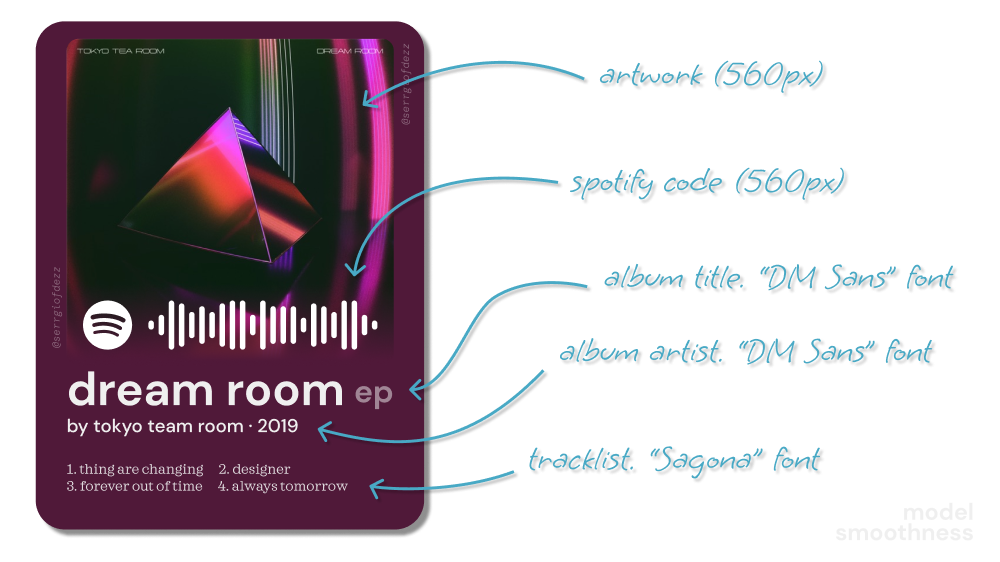 TOKYO TEA ROOM
DREAM ROOM
@serrgiofdezz
@serrgiofdezz
dream room ep
by tokyo team room · 2019
1. thing are changing 2. designer
3. forever out of time 4. always tomorrow
artwork (560px)
spotify code (560px)
album title. “DM Sans” font
album artist. “DM Sans” font
tracklist. “Sagona” font
model
smoothness